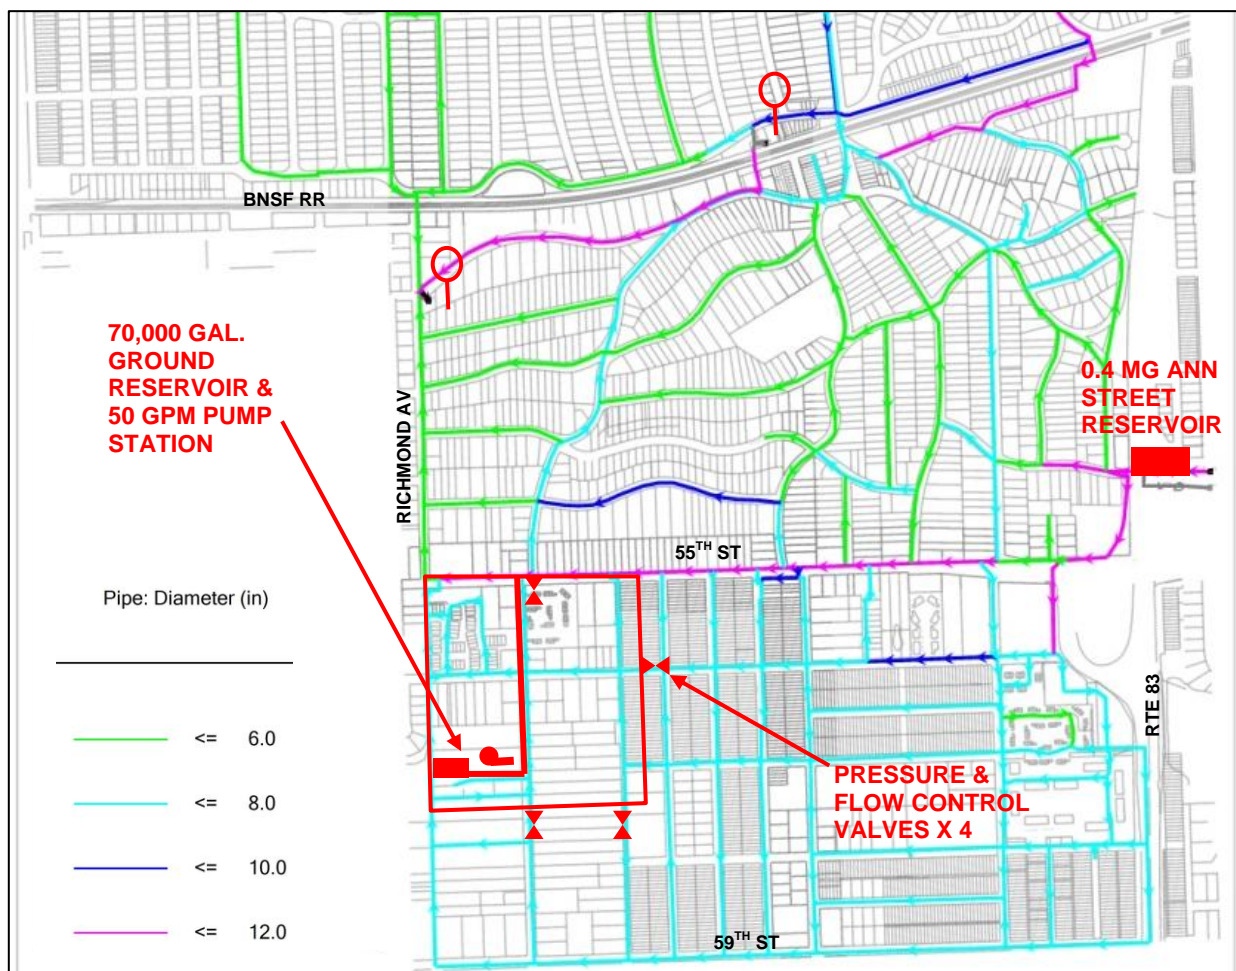 BNSF RR
70,000 GAL.
GROUND
RESERVOIR &
50 GPM PUMP
STATION
RICHMOND AV
0.4 MG ANN
STREET
RESERVOIR
55TH ST
Pipe: Diameter (in)
<= 6.0
<= 8.0
<= 10.0
<= 12.0
RTE 83
PRESSURE &
FLOW CONTROL
VALVES X 4
59TH ST